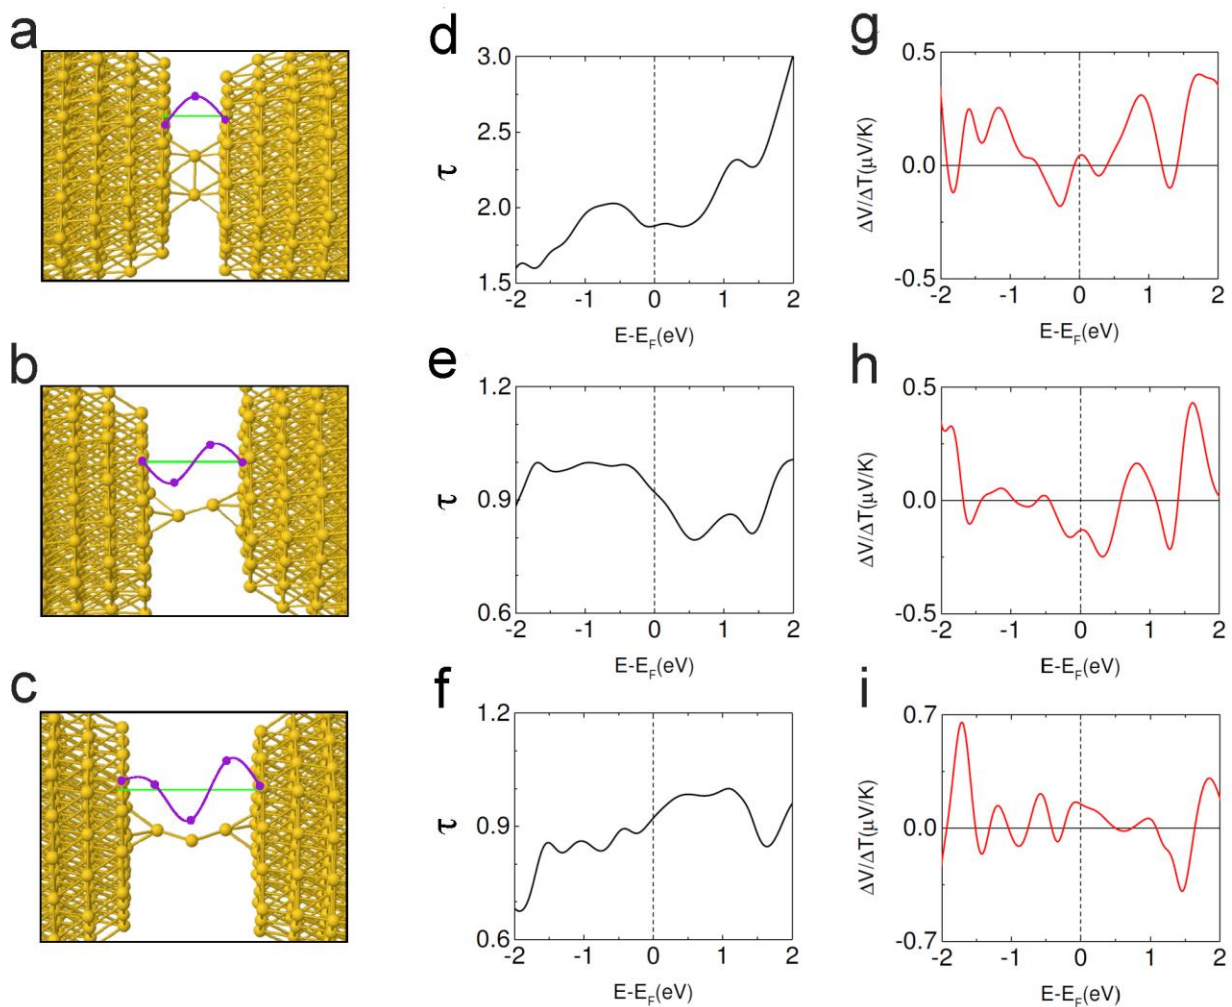 a
d
3.0
2.5
τ
2.0
1.5
-2 -1 0 1 2
E-E_F(eV)
g
0.5
ΔV/ΔT(μV/K)
0.0
-0.5
-2 -1 0 1 2
E-E_F(eV)
b
e
1.2
τ
0.9
0.6
-2 -1 0 1 2
E-E_F(eV)
h
0.5
ΔV/ΔT(μV/K)
0.0
-0.5
-2 -1 0 1 2
E-E_F(eV)
c
f
1.2
τ
0.9
0.6
-2 -1 0 1 2
E-E_F(eV)
i
0.7
ΔV/ΔT(μV/K)
0.0
-0.7
-2 -1 0 1 2
E-E_F(eV)